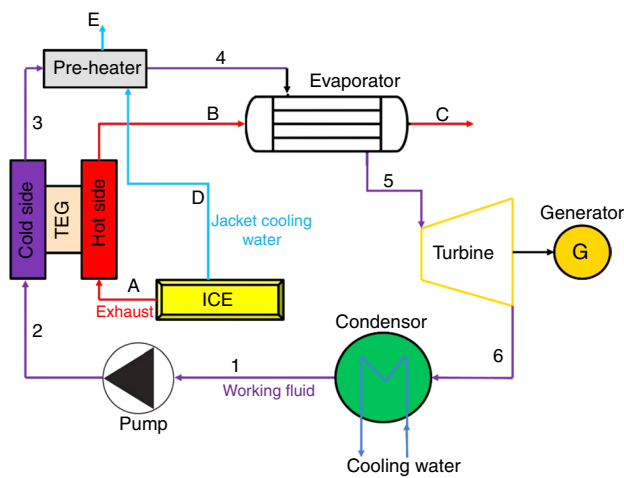 E
Pre-heater
4
Evaporator
3
B
C
Cold side
TEG
Hot side
D
5
Jacket cooling
water
Generator
Turbine
G
A
Exhaust
ICE
2
Condensor
6
1
Working fluid
Pump
Cooling water